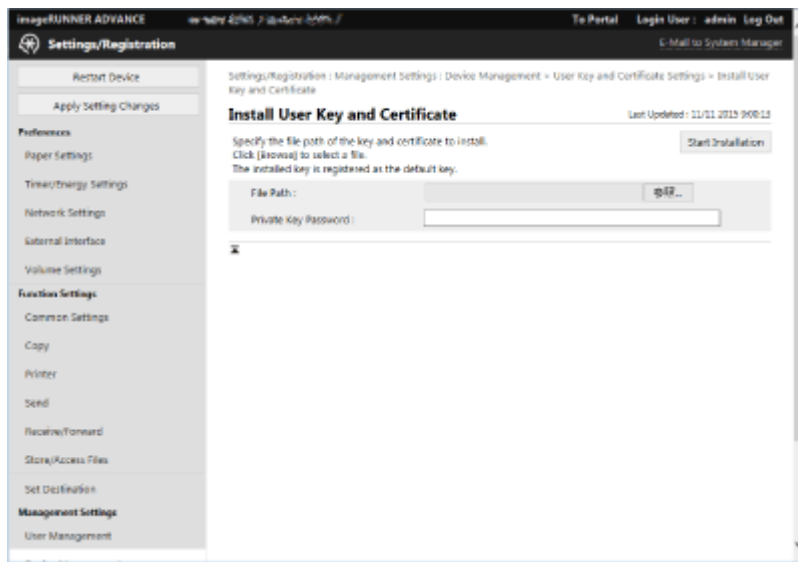 imageRUNNER ADVANCE
To Portal Login User : admin Log Out
Settings/Registration
E-Mail to System Manager
Restart Device
Apply Setting Changes
Preferences
Paper Settings
Timer/Energy Settings
Network Settings
External Interface
Volume Settings
Function Settings
Common Settings
Copy
Printer
Send
Receive/Forward
Store/Access Files
Set Destination
Management Settings
User Management
Settings/Registration : Management Settings : Device Management > User Key and Certificate Settings > Install User
Key and Certificate
Install User Key and Certificate
Last Updated : 11/11 2015 9:00:13
Specify the file path of the key and certificate to install.
Start Installation
Click [Browse] to select a file.
The installed key is registered as the default key.
File Path :
Private Key Password :